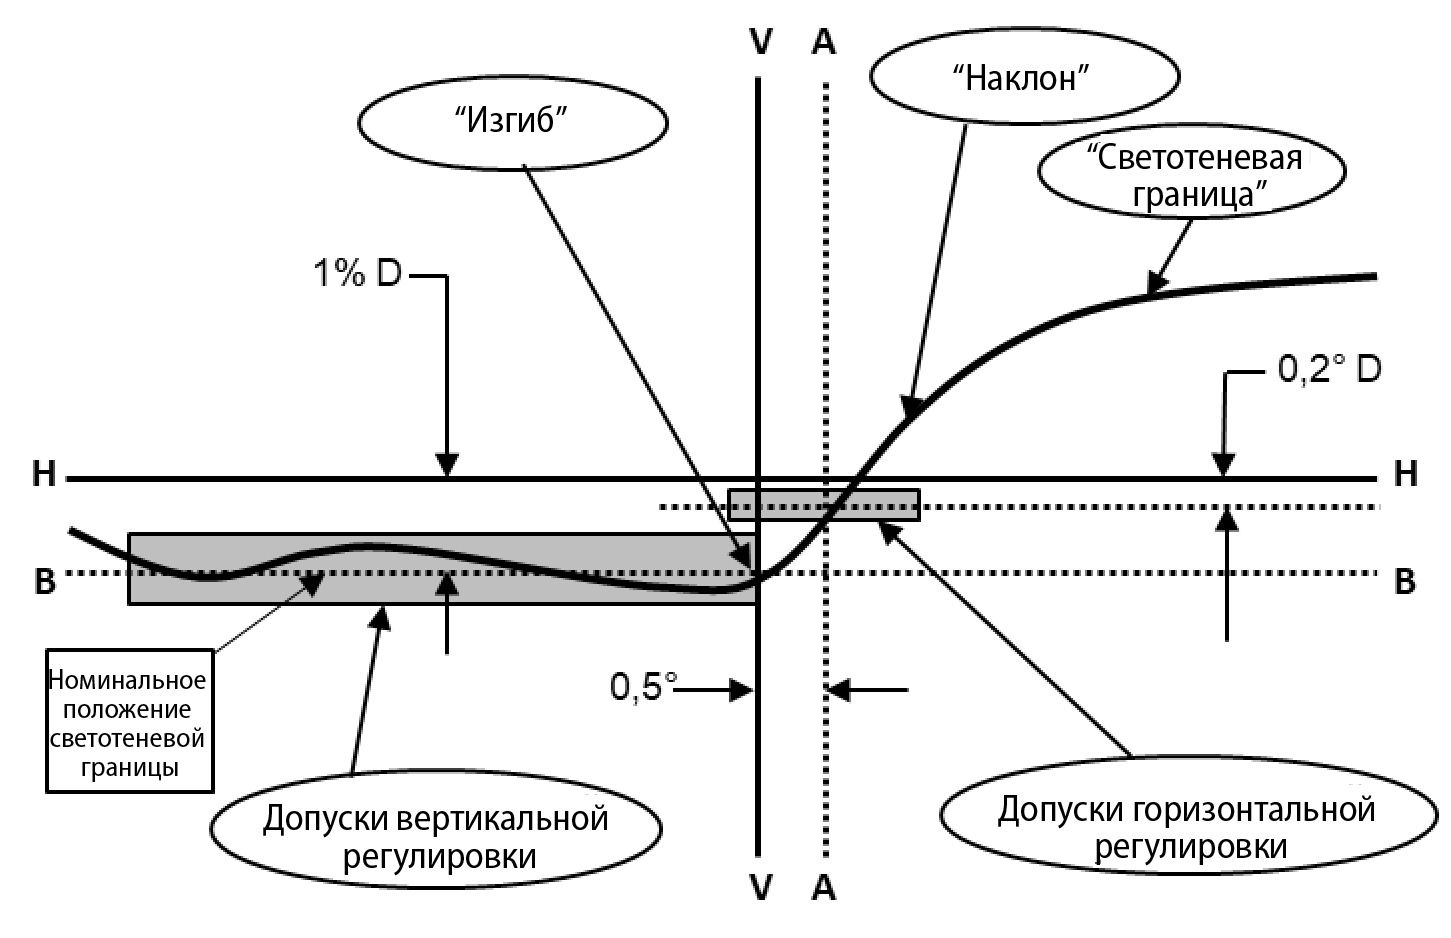 V A
“Наклон”
“Изгиб”
“Светотеневая
граница”
1% D
0,2° D
H H
B B
0,5°
Номинальное
положение
светотеневой
границы
Допуски вертикальной
регулировки
Допуски горизонтальной
регулировки
V A